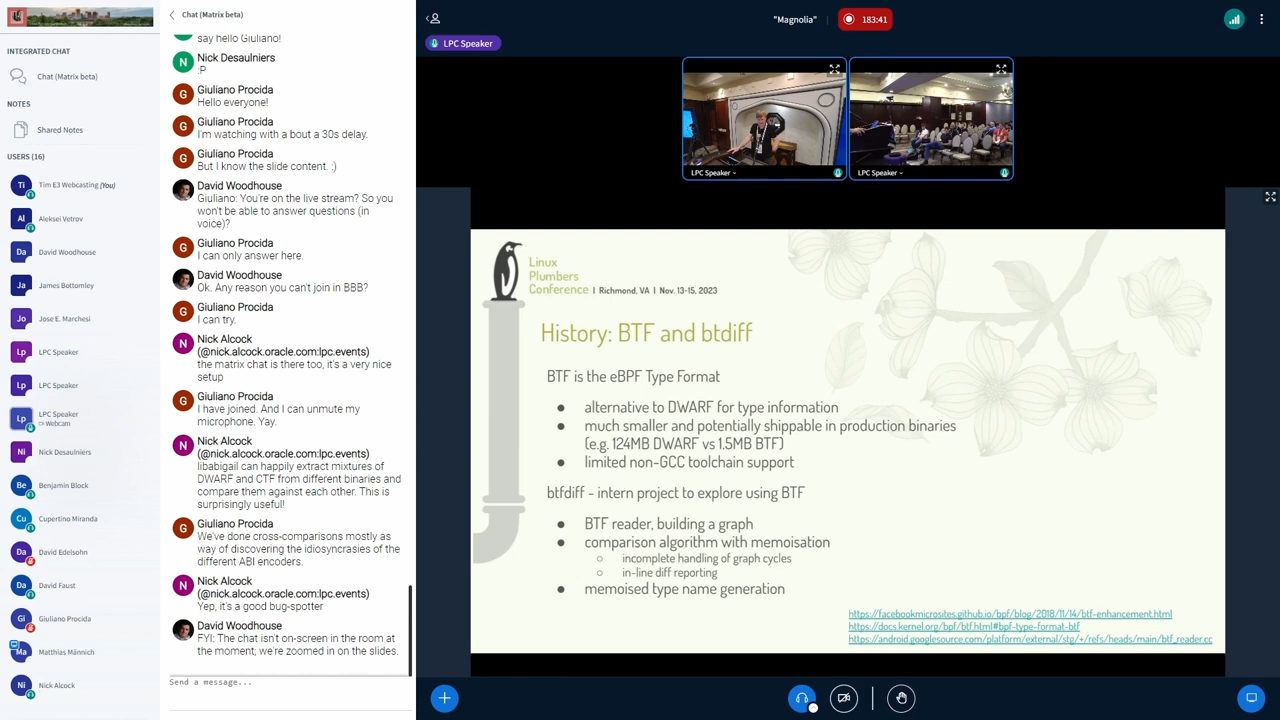 INTEGRATED CHAT
Chat (Matrix beta)
NOTES
Shared Notes
USERS (16)
Ti
Tim E3 Webcasting (You)
Al
Aleksei Vetrov
Da
David Woodhouse
Ja
James Bottomley
Jo
Jose E. Marchesi
Lp
LPC Speaker
Lp
LPC Speaker
Lp
LPC Speaker
Webcam
Ni
Nick Desaulniers
Be
Benjamin Block
Cu
Cupertino Miranda
Da
David Edelsohn
Da
David Faust
Gi
Giuliano Procida
Ma
Matthias Männich
Ni
Nick Alcock
Chat (Matrix beta)
say hello Giuliano!
N
Nick Desaulniers
:P
G
Giuliano Procida
Hello everyone!
G
Giuliano Procida
I'm watching with a bout a 30s delay.
G
Giuliano Procida
But I know the slide content. :)
David Woodhouse
Giuliano: You're on the live stream? So you
won't be able to answer questions (in
voice)?
G
Giuliano Procida
I can only answer here.
David Woodhouse
Ok. Any reason you can't join in BBB?
G
Giuliano Procida
I can try.
N
Nick Alcock
(@nick.alcock.oracle.com:lpc.events)
the matrix chat is there too, it's a very nice
setup
G
Giuliano Procida
I have joined. And I can unmute my
microphone. Yay.
N
Nick Alcock
(@nick.alcock.oracle.com:lpc.events)
libabigail can happily extract mixtures of
DWARF and CTF from different binaries and
compare them against each other. This is
surprisingly useful!
G
Giuliano Procida
We've done cross-comparisons mostly as
way of discovering the idiosyncrasies of the
different ABI encoders.
N
Nick Alcock
(@nick.alcock.oracle.com:lpc.events)
Yep, it's a good bug-spotter
David Woodhouse
FYI: The chat isn't on-screen in the room at
the moment; we're zoomed in on the slides.
Send a message...
"Magnolia"
183:41
LPC Speaker
LPC Speaker
LPC Speaker
Linux
Plumbers
Conference | Richmond, VA | Nov. 13-15, 2023
History: BTF and btdiff
BTF is the eBPF Type Format
● alternative to DWARF for type information
● much smaller and potentially shippable in production binaries
(e.g. 124MB DWARF vs 1.5MB BTF)
● limited non-GCC toolchain support
btfdiff - intern project to explore using BTF
● BTF reader, building a graph
● comparison algorithm with memoisation
○ incomplete handling of graph cycles
○ in-line diff reporting
● memoised type name generation
https://facebookmicrosites.github.io/bpf/blog/2018/11/14/btf-enhancement.html
https://docs.kernel.org/bpf/btf.html#bpf-type-format-btf
https://android.googlesource.com/platform/external/stg/+/refs/heads/main/btf_reader.cc